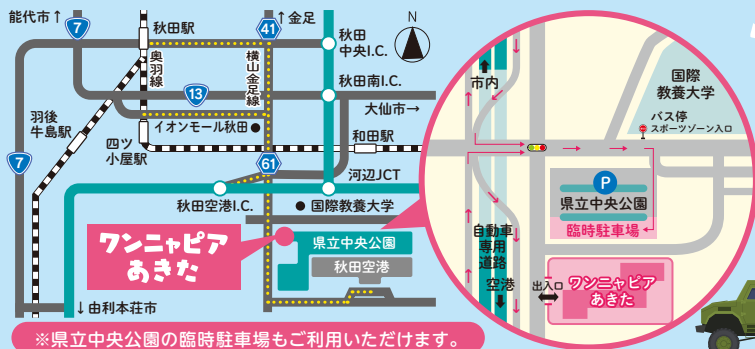 能代市↑
7
秋田駅
奥羽線
41
↑金足
横山金足線
秋田
中央I.C.
N
秋田南I.C.
13
大仙市→
羽後
牛島駅
イオンモール秋田●
四ツ
小屋駅
和田駅
7
61
河辺JCT
秋田空港I.C.
●国際教養大学
ワンニャピア
あきた
県立中央公園
秋田空港
↓由利本荘市
※県立中央公園の臨時駐車場もご利用いただけます。
市内
国際
教養大学
バス停
スポーツゾーン入口
P
県立中央公園
臨時駐車場
自動車
専用
道路
空港
出入口
ワンニャピア
あきた